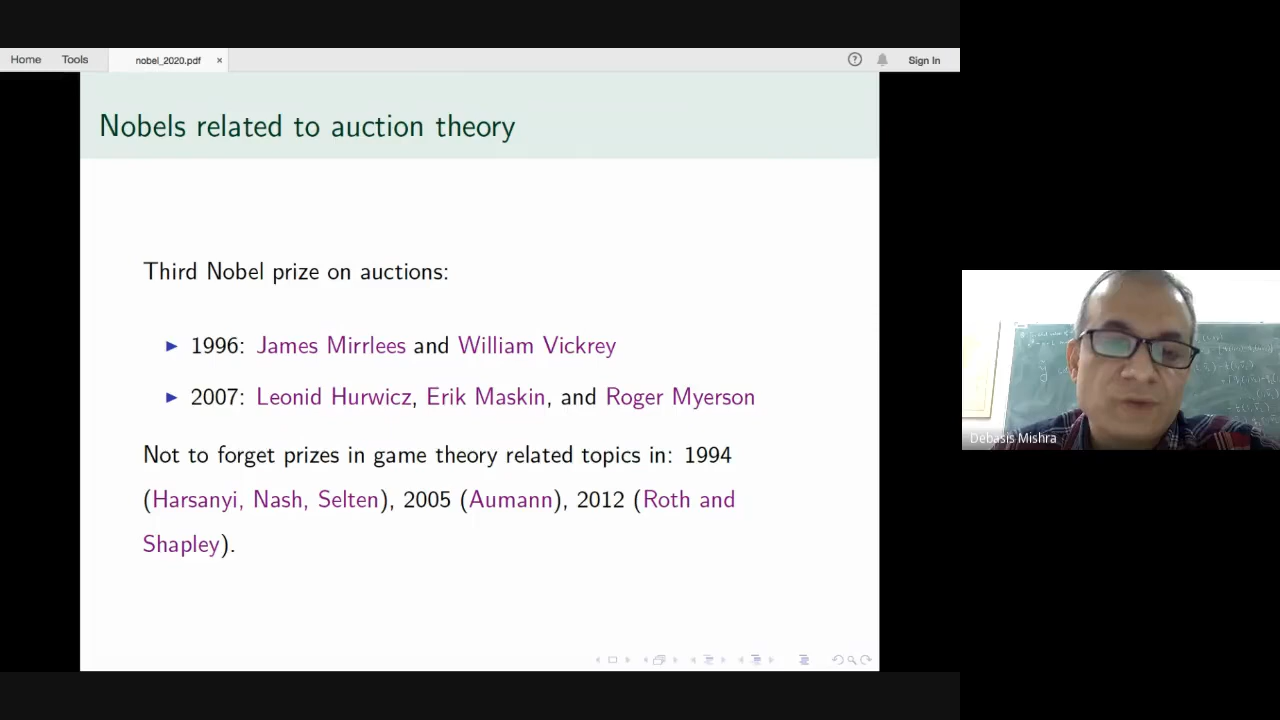 Home Tools nobel_2020.pdf × ? Sign In
Nobels related to auction theory
Third Nobel prize on auctions:
▶ 1996: James Mirrlees and William Vickrey
▶ 2007: Leonid Hurwicz, Erik Maskin, and Roger Myerson
Not to forget prizes in game theory related topics in: 1994
(Harsanyi, Nash, Selten), 2005 (Aumann), 2012 (Roth and
Shapley).
Debasis Mishra